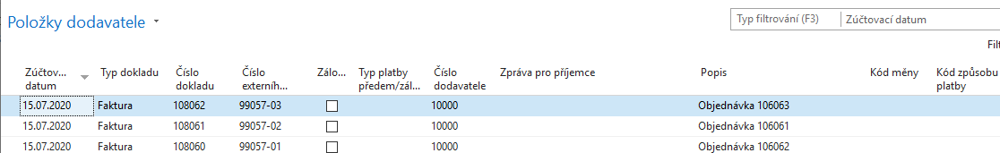 Položky dodavatele
Typ filtrování (F3) Zúčtovací datum
Filt
Zúčtov... datum Typ dokladu Číslo dokladu Číslo externíh... Zálo... Typ platby předem/zál... Číslo dodavatele Zpráva pro příjemce Popis Kód měny Kód způsobu platby
15.07.2020 Faktura 108062 99057-03 10000 Objednávka 106063
15.07.2020 Faktura 108061 99057-02 10000 Objednávka 106061
15.07.2020 Faktura 108060 99057-01 10000 Objednávka 106062